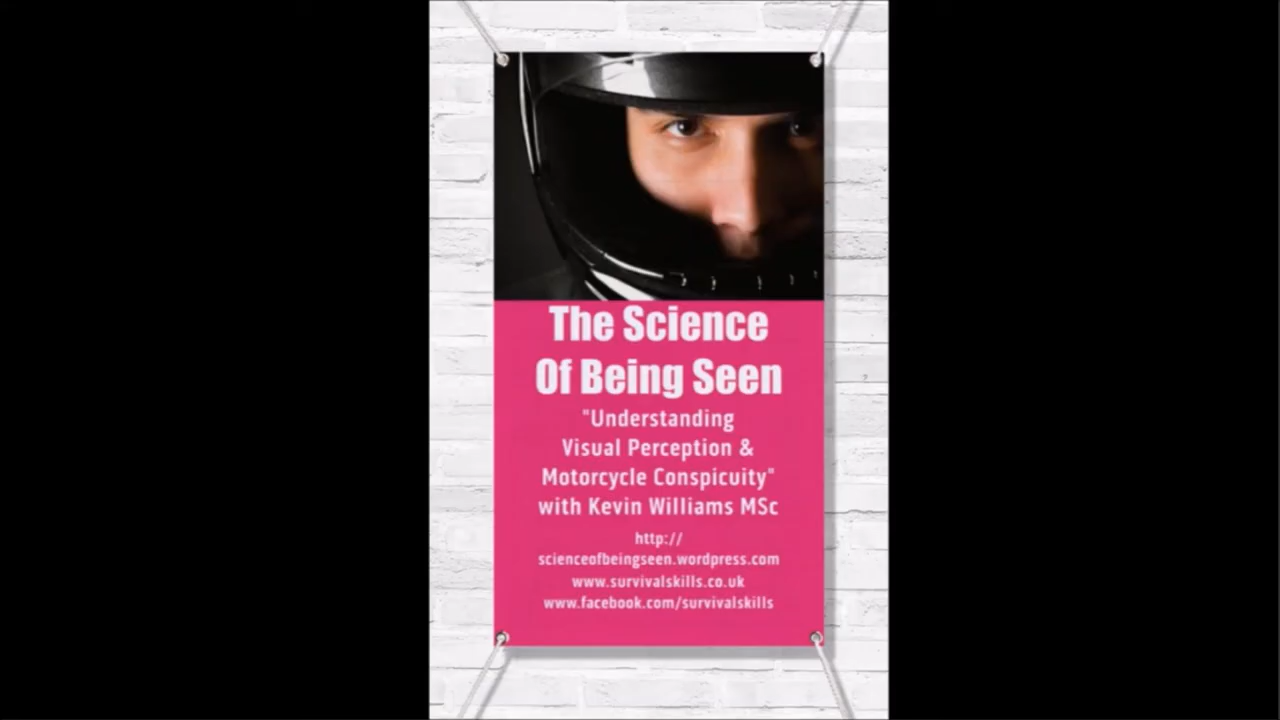 The Science
Of Being Seen
"Understanding
Visual Perception &
Motorcycle Conspicuity"
with Kevin Williams MSc
http://
scienceofbeingseen.wordpress.com
www.survivalskills.co.uk
www.facebook.com/survivalskills